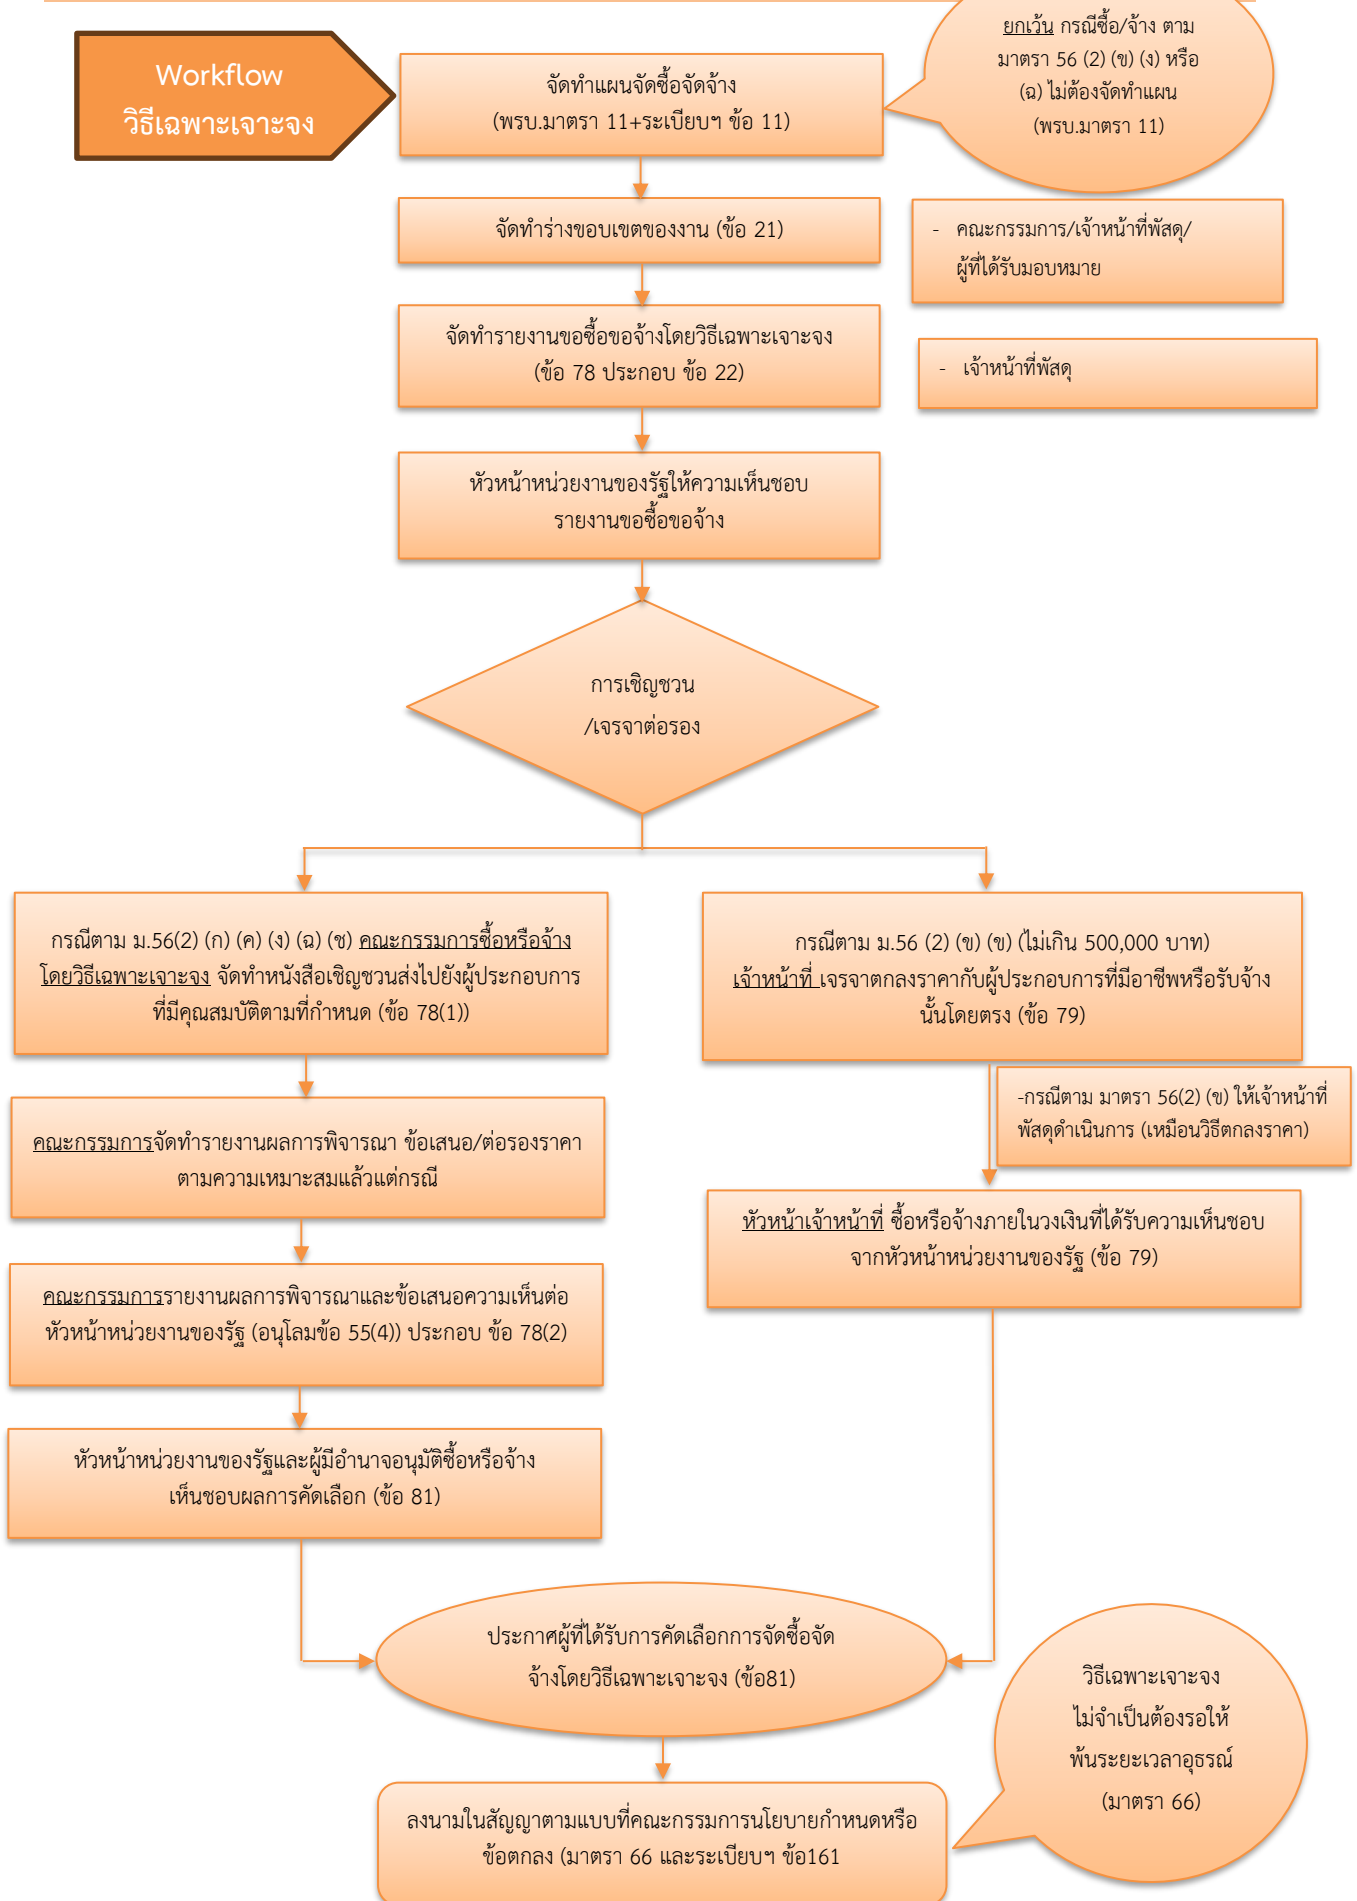 Workflow
วิธีเฉพาะเจาะจง
จัดทำแผนจัดซื้อจัดจ้าง
(พรบ.มาตรา 11+ระเบียบฯ ข้อ 11)
ยกเว้น กรณีซื้อ/จ้าง ตาม
มาตรา 56 (2) (ข) (ง) หรือ
(ฉ) ไม่ต้องจัดทำแผน
(พรบ.มาตรา 11)
จัดทำร่างขอบเขตของงาน (ข้อ 21)
- คณะกรรมการ/เจ้าหน้าที่พัสดุ/
ผู้ที่ได้รับมอบหมาย
จัดทำรายงานขอซื้อขอจ้างโดยวิธีเฉพาะเจาะจง
(ข้อ 78 ประกอบ ข้อ 22)
- เจ้าหน้าที่พัสดุ
หัวหน้าหน่วยงานของรัฐให้ความเห็นชอบ
รายงานขอซื้อขอจ้าง
การเชิญชวน
/เจรจาต่อรอง
กรณีตาม ม.56(2) (ก) (ค) (ง) (ฉ) (ช) คณะกรรมการซื้อหรือจ้าง
โดยวิธีเฉพาะเจาะจง จัดทำหนังสือเชิญชวนส่งไปยังผู้ประกอบการ
ที่มีคุณสมบัติตามที่กำหนด (ข้อ 78(1))
กรณีตาม ม.56 (2) (ข) (ข) (ไม่เกิน 500,000 บาท)
เจ้าหน้าที่ เจรจาตกลงราคากับผู้ประกอบการที่มีอาชีพหรือรับจ้าง
นั้นโดยตรง (ข้อ 79)
-กรณีตาม มาตรา 56(2) (ข) ให้เจ้าหน้าที่
พัสดุดำเนินการ (เหมือนวิธีตกลงราคา)
คณะกรรมการจัดทำรายงานผลการพิจารณา ข้อเสนอ/ต่อรองราคา
ตามความเหมาะสมแล้วแต่กรณี
หัวหน้าเจ้าหน้าที่ ซื้อหรือจ้างภายในวงเงินที่ได้รับความเห็นชอบ
จากหัวหน้าหน่วยงานของรัฐ (ข้อ 79)
คณะกรรมการรายงานผลการพิจารณาและข้อเสนอความเห็นต่อ
หัวหน้าหน่วยงานของรัฐ (อนุโลมข้อ 55(4)) ประกอบ ข้อ 78(2)
หัวหน้าหน่วยงานของรัฐและผู้มีอำนาจอนุมัติซื้อหรือจ้าง
เห็นชอบผลการคัดเลือก (ข้อ 81)
ประกาศผู้ที่ได้รับการคัดเลือกการจัดซื้อจัด
จ้างโดยวิธีเฉพาะเจาะจง (ข้อ81)
วิธีเฉพาะเจาะจง
ไม่จำเป็นต้องรอให้
พ้นระยะเวลาอุธรณ์
(มาตรา 66)
ลงนามในสัญญาตามแบบที่คณะกรรมการนโยบายกำหนดหรือ
ข้อตกลง (มาตรา 66 และระเบียบฯ ข้อ161